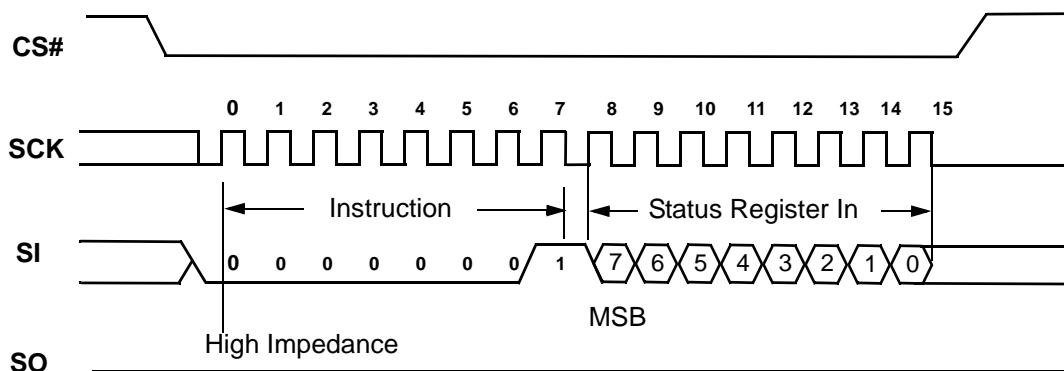 CS#
0 1 2 3 4 5 6 7 8 9 10 11 12 13 14 15
SCK
Instruction Status Register In
SI
0 0 0 0 0 0 0 1 7 6 5 4 3 2 1 0
MSB
High Impedance
SO